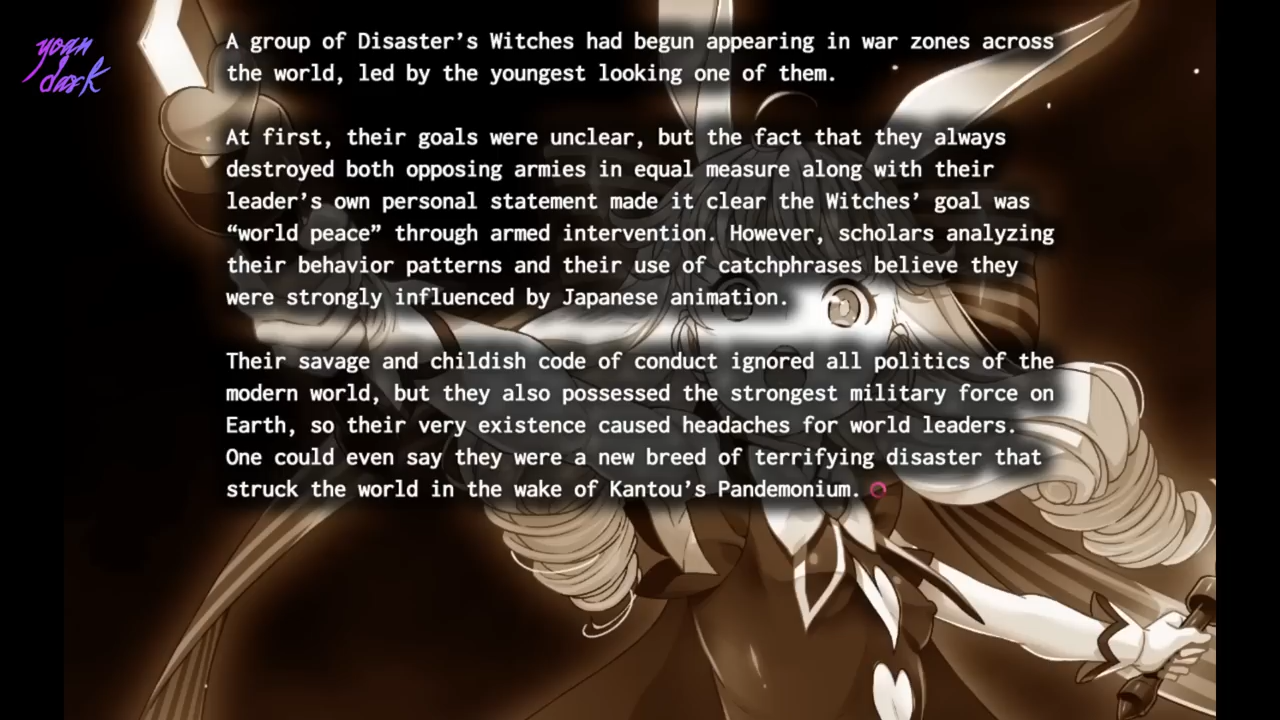 yoan
dark
A group of Disaster’s Witches had begun appearing in war zones across
the world, led by the youngest looking one of them.
At first, their goals were unclear, but the fact that they always
destroyed both opposing armies in equal measure along with their
leader’s own personal statement made it clear the Witches’ goal was
“world peace” through armed intervention. However, scholars analyzing
their behavior patterns and their use of catchphrases believe they
were strongly influenced by Japanese animation.
Their savage and childish code of conduct ignored all politics of the
modern world, but they also possessed the strongest military force on
Earth, so their very existence caused headaches for world leaders.
One could even say they were a new breed of terrifying disaster that
struck the world in the wake of Kantou’s Pandemonium.